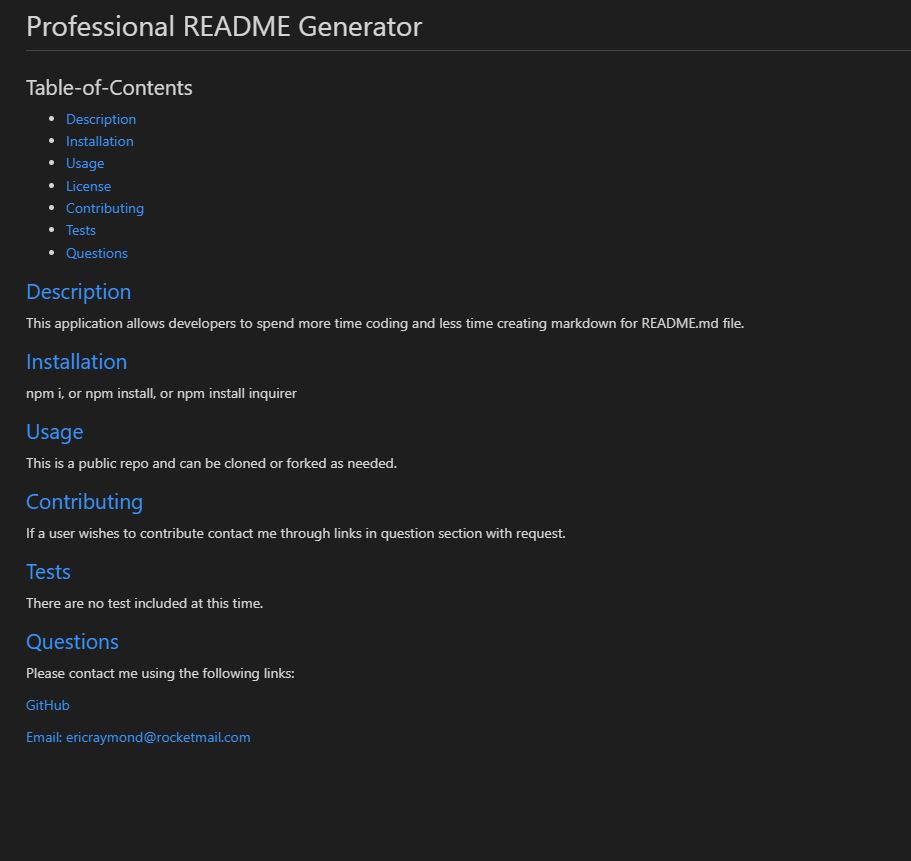 Professional README Generator
Table-of-Contents
Description
Installation
Usage
License
Contributing
Tests
Questions
Description
This application allows developers to spend more time coding and less time creating markdown for README.md file.
Installation
npm i, or npm install, or npm install inquirer
Usage
This is a public repo and can be cloned or forked as needed.
Contributing
If a user wishes to contribute contact me through links in question section with request.
Tests
There are no test included at this time.
Questions
Please contact me using the following links:
GitHub
Email: ericraymond@rocketmail.com